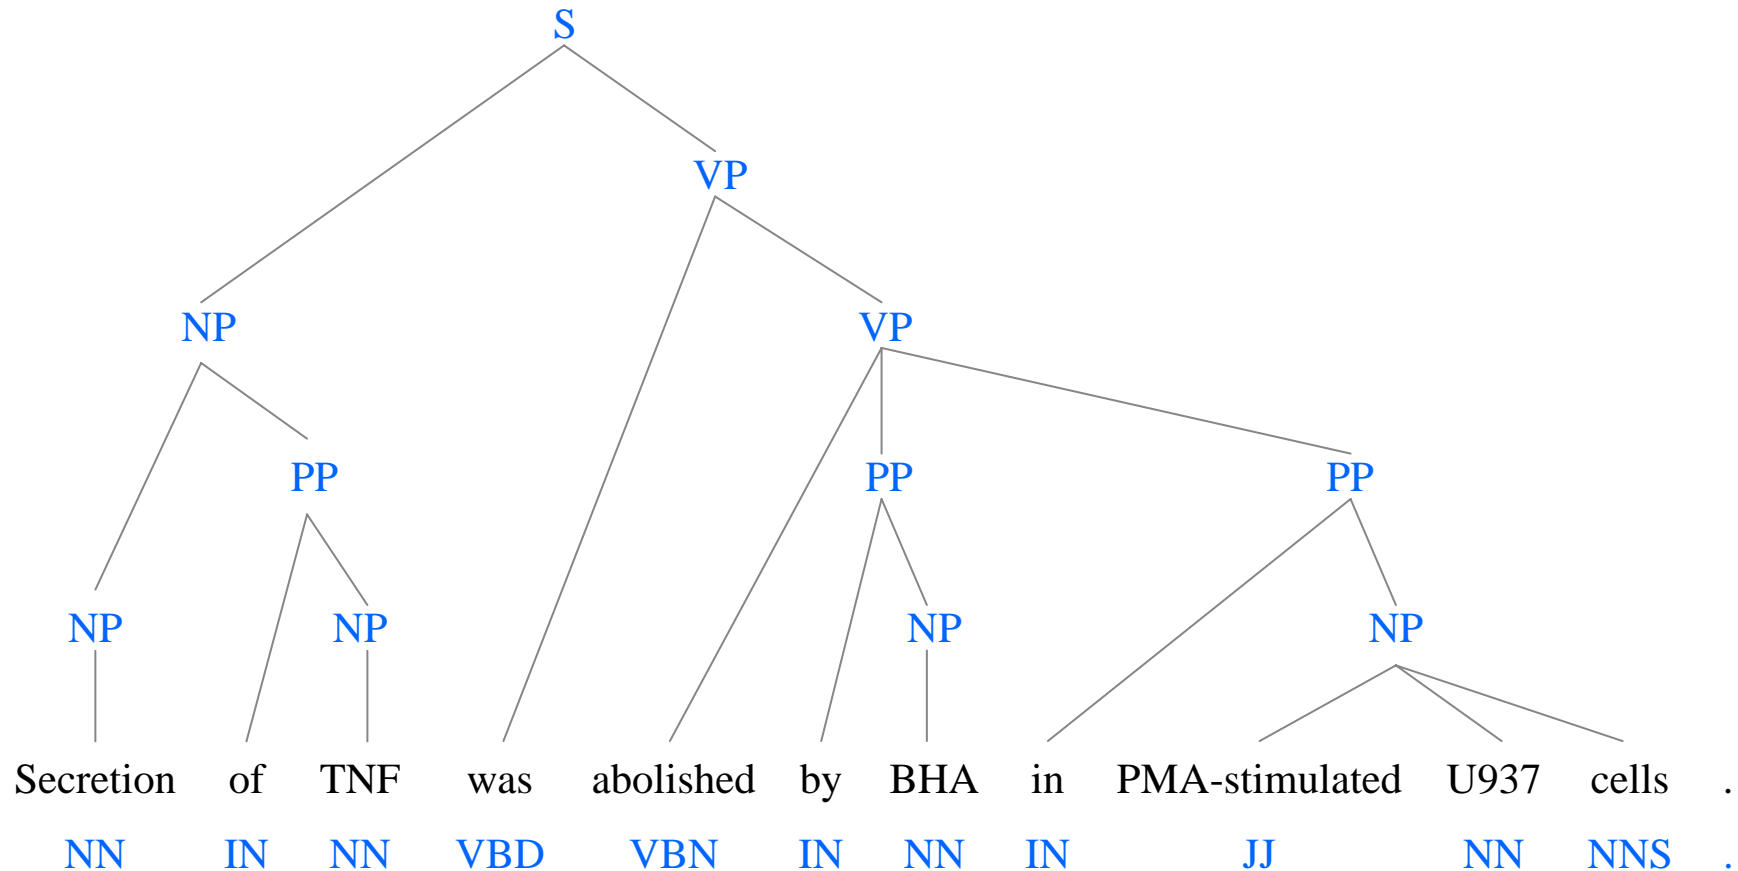 S
VP
NP VP
PP PP PP
NP NP NP NP
Secretion of TNF was abolished by BHA in PMA-stimulated U937 cells .
NN IN NN VBD VBN IN NN IN JJ NN NNS .